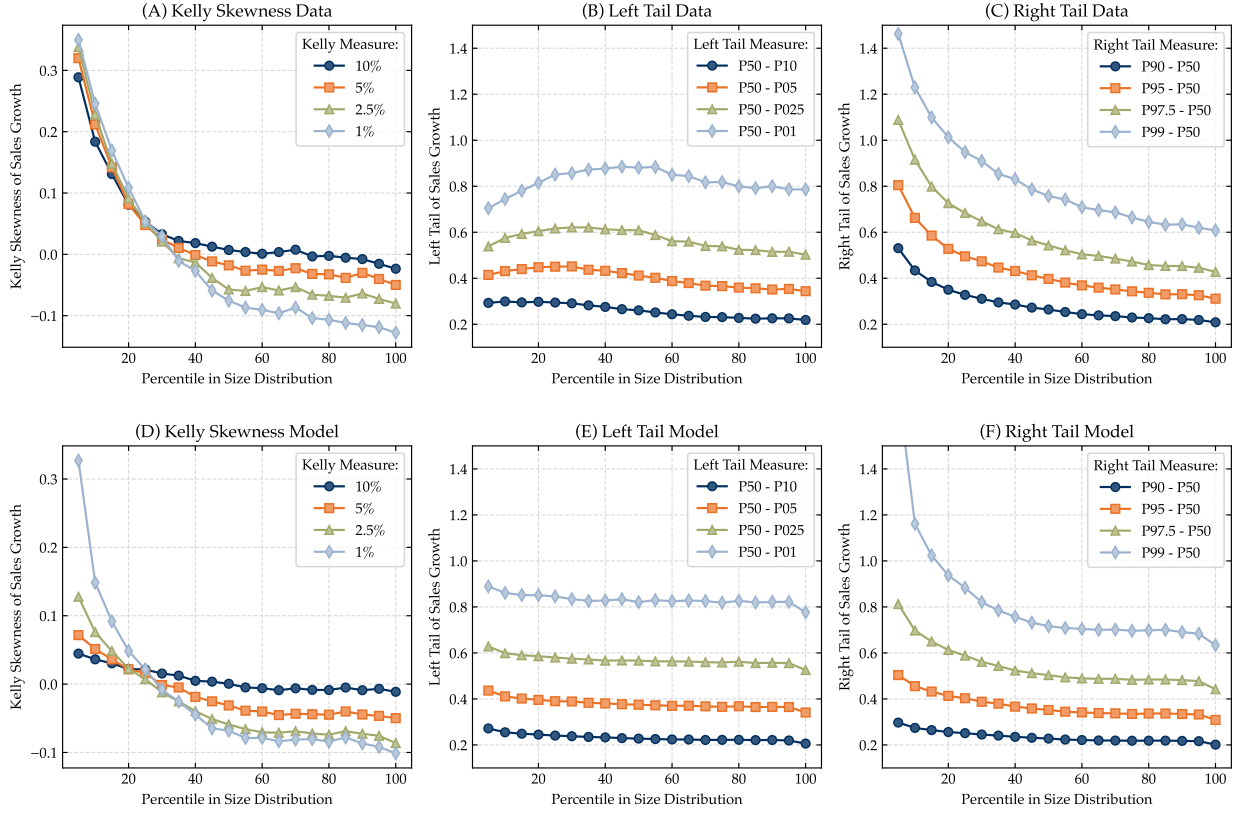 (A) Kelly Skewness Data
Kelly Skewness of Sales Growth
0.3
0.2
0.1
0.0
−0.1
Kelly Measure:
10%
5%
2.5%
1%
20
40
60
80
100
Percentile in Size Distribution
(B) Left Tail Data
Left Tail of Sales Growth
1.4
1.2
1.0
0.8
0.6
0.4
0.2
Left Tail Measure:
P50 - P10
P50 - P05
P50 - P025
P50 - P01
20
40
60
80
100
Percentile in Size Distribution
(C) Right Tail Data
Right Tail of Sales Growth
1.4
1.2
1.0
0.8
0.6
0.4
0.2
Right Tail Measure:
P90 - P50
P95 - P50
P97.5 - P50
P99 - P50
20
40
60
80
100
Percentile in Size Distribution
(D) Kelly Skewness Model
Kelly Skewness of Sales Growth
0.3
0.2
0.1
0.0
−0.1
Kelly Measure:
10%
5%
2.5%
1%
20
40
60
80
100
Percentile in Size Distribution
(E) Left Tail Model
Left Tail of Sales Growth
1.4
1.2
1.0
0.8
0.6
0.4
0.2
Left Tail Measure:
P50 - P10
P50 - P05
P50 - P025
P50 - P01
20
40
60
80
100
Percentile in Size Distribution
(F) Right Tail Model
Right Tail of Sales Growth
1.4
1.2
1.0
0.8
0.6
0.4
0.2
Right Tail Measure:
P90 - P50
P95 - P50
P97.5 - P50
P99 - P50
20
40
60
80
100
Percentile in Size Distribution